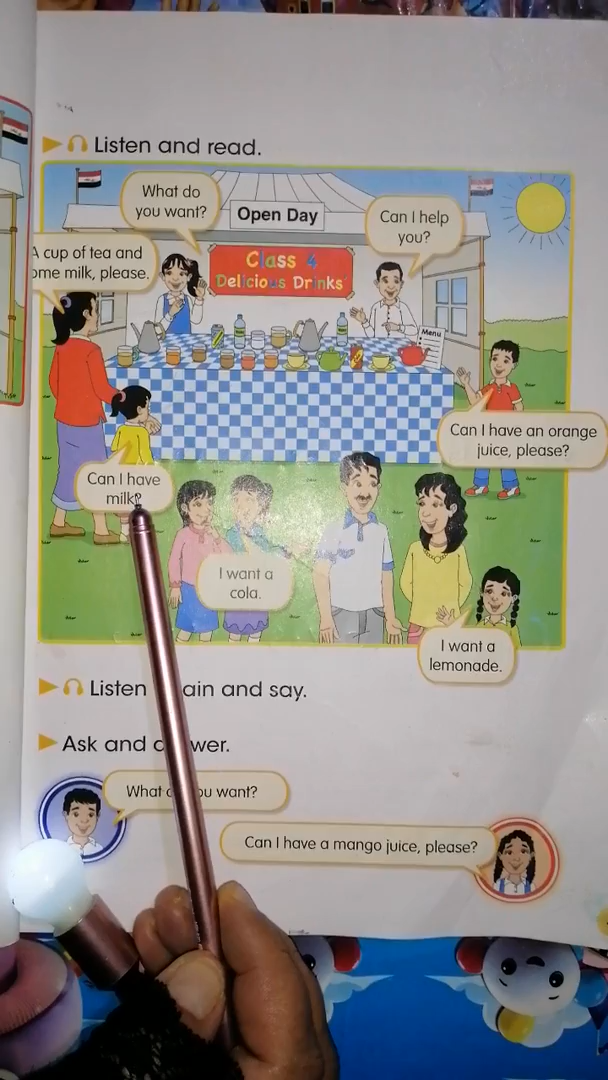 Listen and read.
What do
you want?
Open Day
Can I help
you?
A cup of tea and
ome milk, please.
Class 4
Delicious Drinks
Menu
Can I have an orange
juice, please?
Can I have
milk?
I want a
cola.
I want a
lemonade.
Listen ain and say.
Ask and wer.
What ou want?
Can I have a mango juice, please?